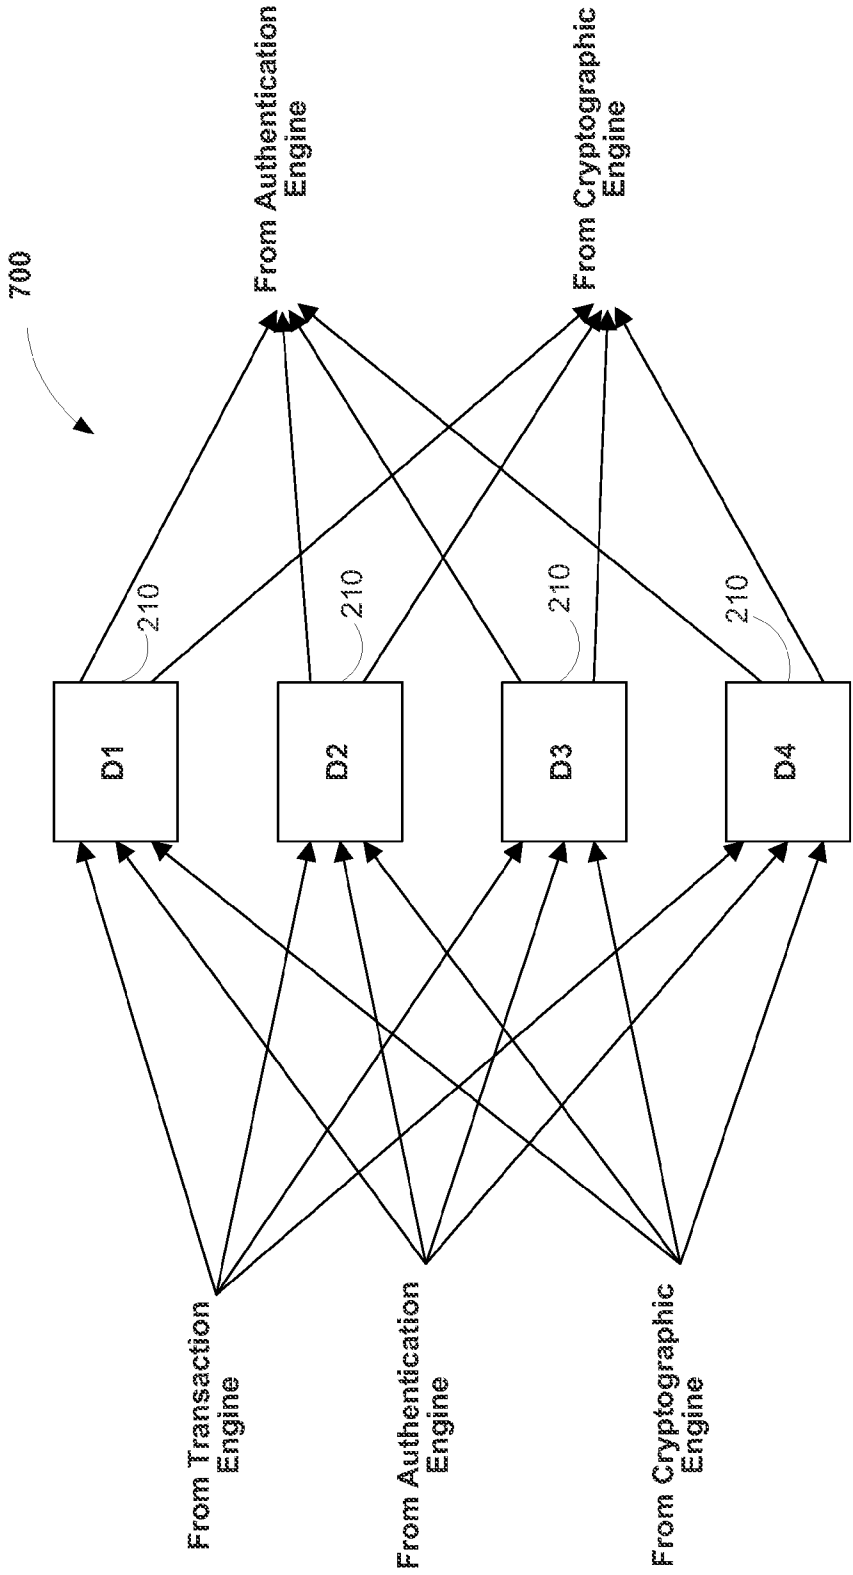 700
From Transaction
Engine
From Authentication
Engine
From Cryptographic
Engine
D1
210
D2
210
D3
210
D4
210
From Authentication
Engine
From Cryptographic
Engine